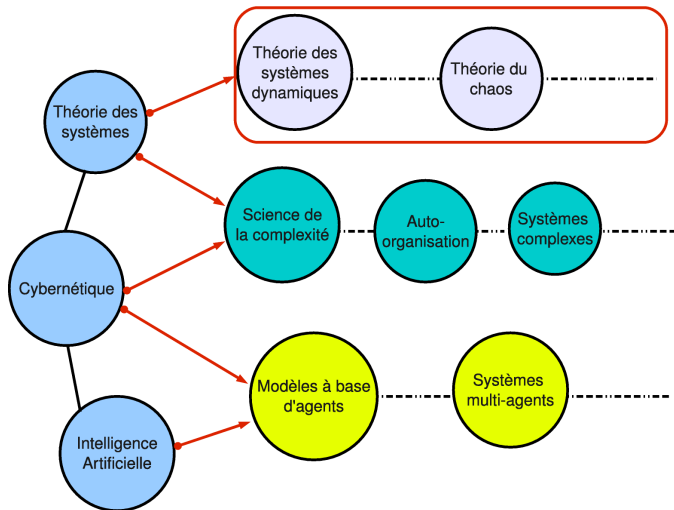 Théorie des
systèmes
dynamiques
Théorie du
chaos
Théorie des
systèmes
Science de
la complexité
Auto-
organisation
Systèmes
complexes
Cybernétique
Modèles à base
d'agents
Systèmes
multi-agents
Intelligence
Artificielle